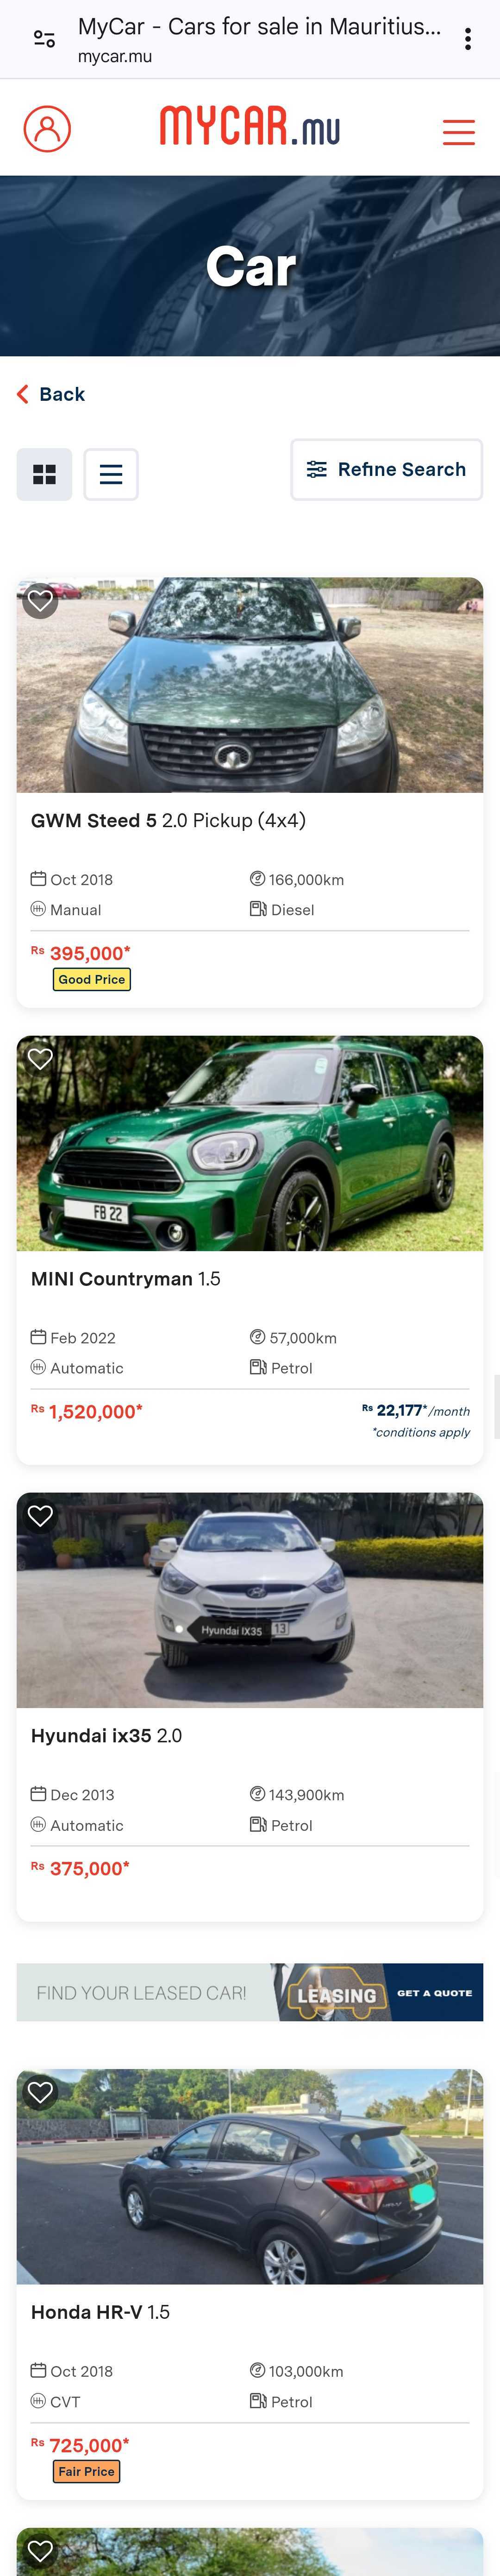 MyCar - Cars for sale in Mauritius...
mycar.mu
MYCAR.MU
Car
Back
Refine Search
GWM Steed 5 2.0 Pickup (4x4)
Oct 2018 166,000km
Manual Diesel
Rs 395,000*
Good Price
FB 22
MINI Countryman 1.5
Feb 2022 57,000km
Automatic Petrol
Rs 1,520,000* Rs 22,177*/month
*conditions apply
Hyundai IX35 13
Hyundai ix35 2.0
Dec 2013 143,900km
Automatic Petrol
Rs 375,000*
FIND YOUR LEASED CAR! LEASING GET A QUOTE
Honda HR-V 1.5
Oct 2018 103,000km
CVT Petrol
Rs 725,000*
Fair Price